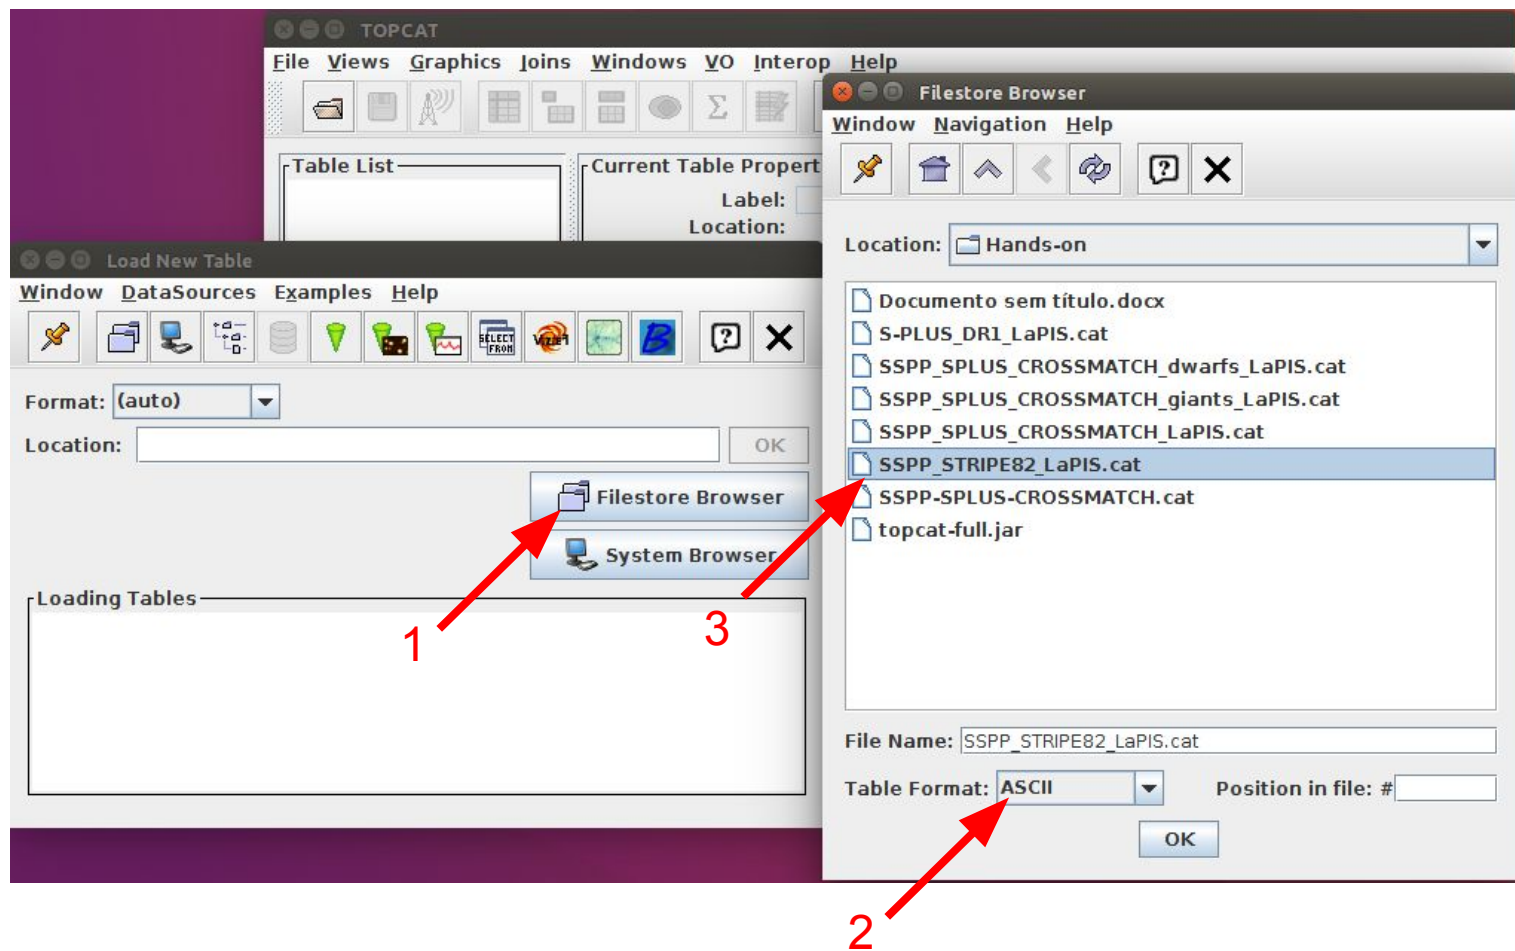 TOPCAT
File Views Graphics Joins Windows VO Interop Help
Table List
Current Table Propert
Label:
Location:
Load New Table
Window DataSources Examples Help
SELECT
FROM
VizieR
B
Format: (auto)
Location:
OK
Filestore Browser
System Browser
Loading Tables
1
3
Filestore Browser
Window Navigation Help
Location: Hands-on
Documento sem título.docx
S-PLUS_DR1_LaPIS.cat
SSPP_SPLUS_CROSSMATCH_dwarfs_LaPIS.cat
SSPP_SPLUS_CROSSMATCH_giants_LaPIS.cat
SSPP_SPLUS_CROSSMATCH_LaPIS.cat
SSPP_STRIPE82_LaPIS.cat
SSPP-SPLUS-CROSSMATCH.cat
topcat-full.jar
File Name: SSPP_STRIPE82_LaPIS.cat
Table Format: ASCII Position in file: #
OK
2